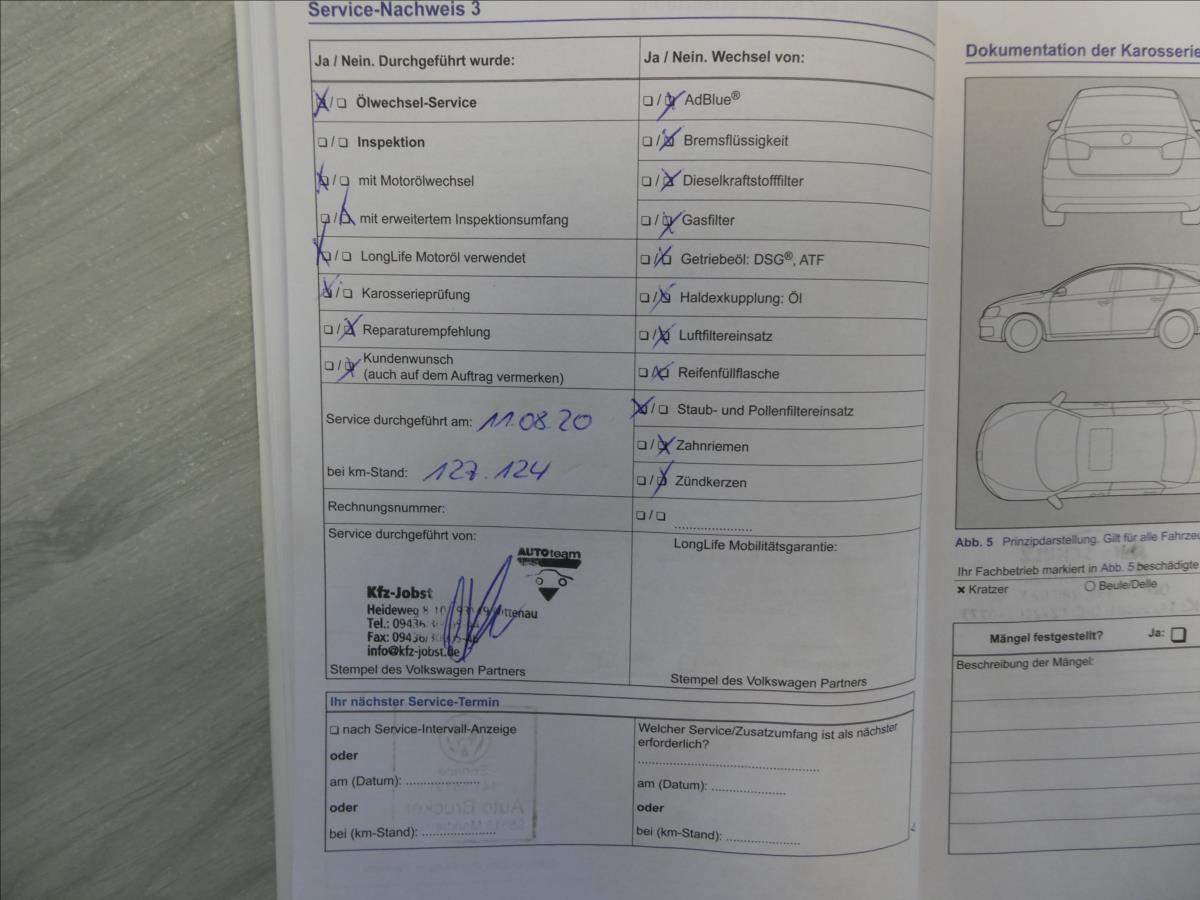 Service-Nachweis 3
Ja / Nein. Durchgeführt wurde:
Ölwechsel-Service
Inspektion
mit Motorölwechsel
mit erweitertem Inspektionsumfang
LongLife Motoröl verwendet
Karosserieprüfung
Reparaturempfehlung
Kundenwunsch
(auch auf dem Auftrag vermerken)
Service durchgeführt am: 11.08.20
bei km-Stand: 127.124
Rechnungsnummer:
Service durchgeführt von:
AUTOteam
Kfz-Jobst
Heideweg
Tel.: 09436
Fax: 09436
info@kfz-jobst.de
Stempel des Volkswagen Partners
Ja / Nein. Wechsel von:
AdBlue®
Bremsflüssigkeit
Dieselkraftstofffilter
Gasfilter
Getriebeöl: DSG®, ATF
Haldexkupplung: Öl
Luftfiltereinsatz
Reifenfüllflasche
Staub- und Pollenfiltereinsatz
Zahnriemen
Zündkerzen
LongLife Mobilitätsgarantie:
Stempel des Volkswagen Partners
Ihr nächster Service-Termin
nach Service-Intervall-Anzeige
oder
am (Datum):
oder
bei (km-Stand):
Welcher Service/Zusatzumfang ist als nächster
erforderlich?
am (Datum):
oder
bei (km-Stand):
Dokumentation der Karosserie
Abb. 5 Prinzipdarstellung. Gilt für alle Fahrzeu
Ihr Fachbetrieb markiert in Abb. 5 beschädigte
Kratzer Beule/Delle
Mängel festgestellt? Ja:
Beschreibung der Mängel: